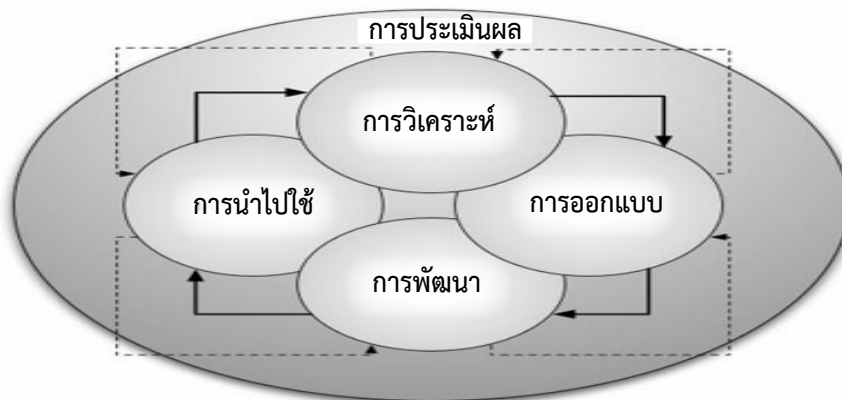 การประเมินผล
การวิเคราะห์
การนำไปใช้
การออกแบบ
การพัฒนา